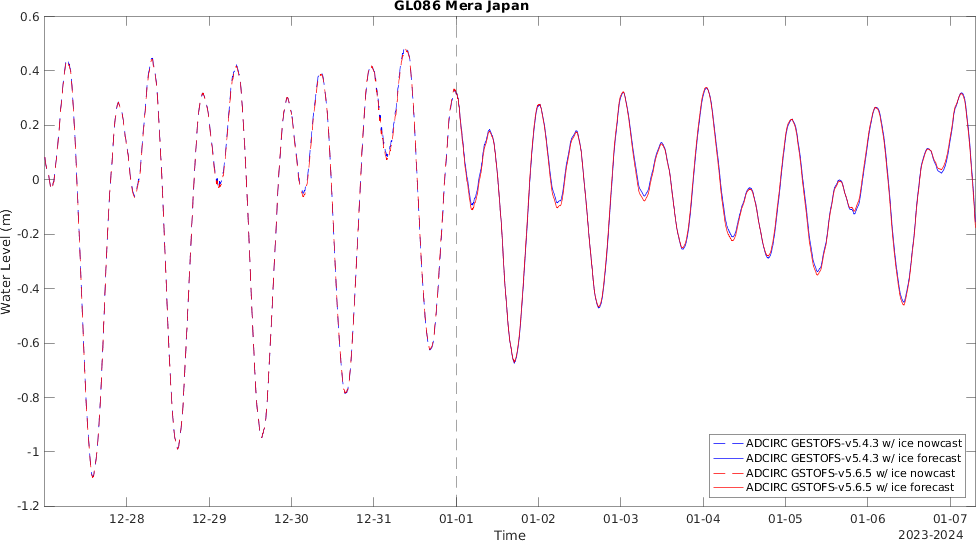 GL086 Mera Japan
0.6
0.4
0.2
0
-0.2
-0.4
-0.6
-0.8
-1
-1.2
Water Level (m)
12-28 12-29 12-30 12-31 01-01 01-02 01-03 01-04 01-05 01-06 01-07
Time
2023-2024
ADCIRC GESTOFS-v5.4.3 w/ ice nowcast
ADCIRC GESTOFS-v5.4.3 w/ ice forecast
ADCIRC GSTOFS-v5.6.5 w/ ice nowcast
ADCIRC GSTOFS-v5.6.5 w/ ice forecast